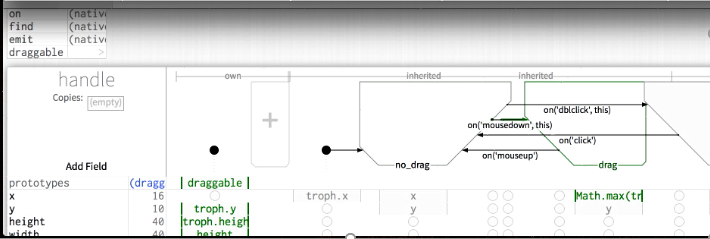 on (nativ
find (nativ
emit (nativ
draggable >
handle
Copies: (empty)
Add Field
own inherited inherited
+
on('dblclick', this)
on('mousedown', this)
on('click')
on('mouseup')
no_drag drag
prototypes (dragg draggable
x 16 troph.x x Math.max(tr
y 10 troph.y y y
height 40 troph.heigh
width 40 height